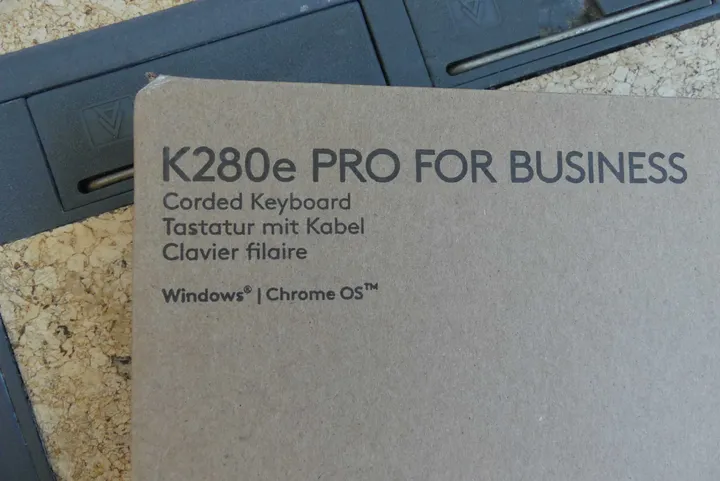 K280e PRO FOR BUSINESS
Corded Keyboard
Tastatur mit Kabel
Clavier filaire
Windows® | Chrome OS™